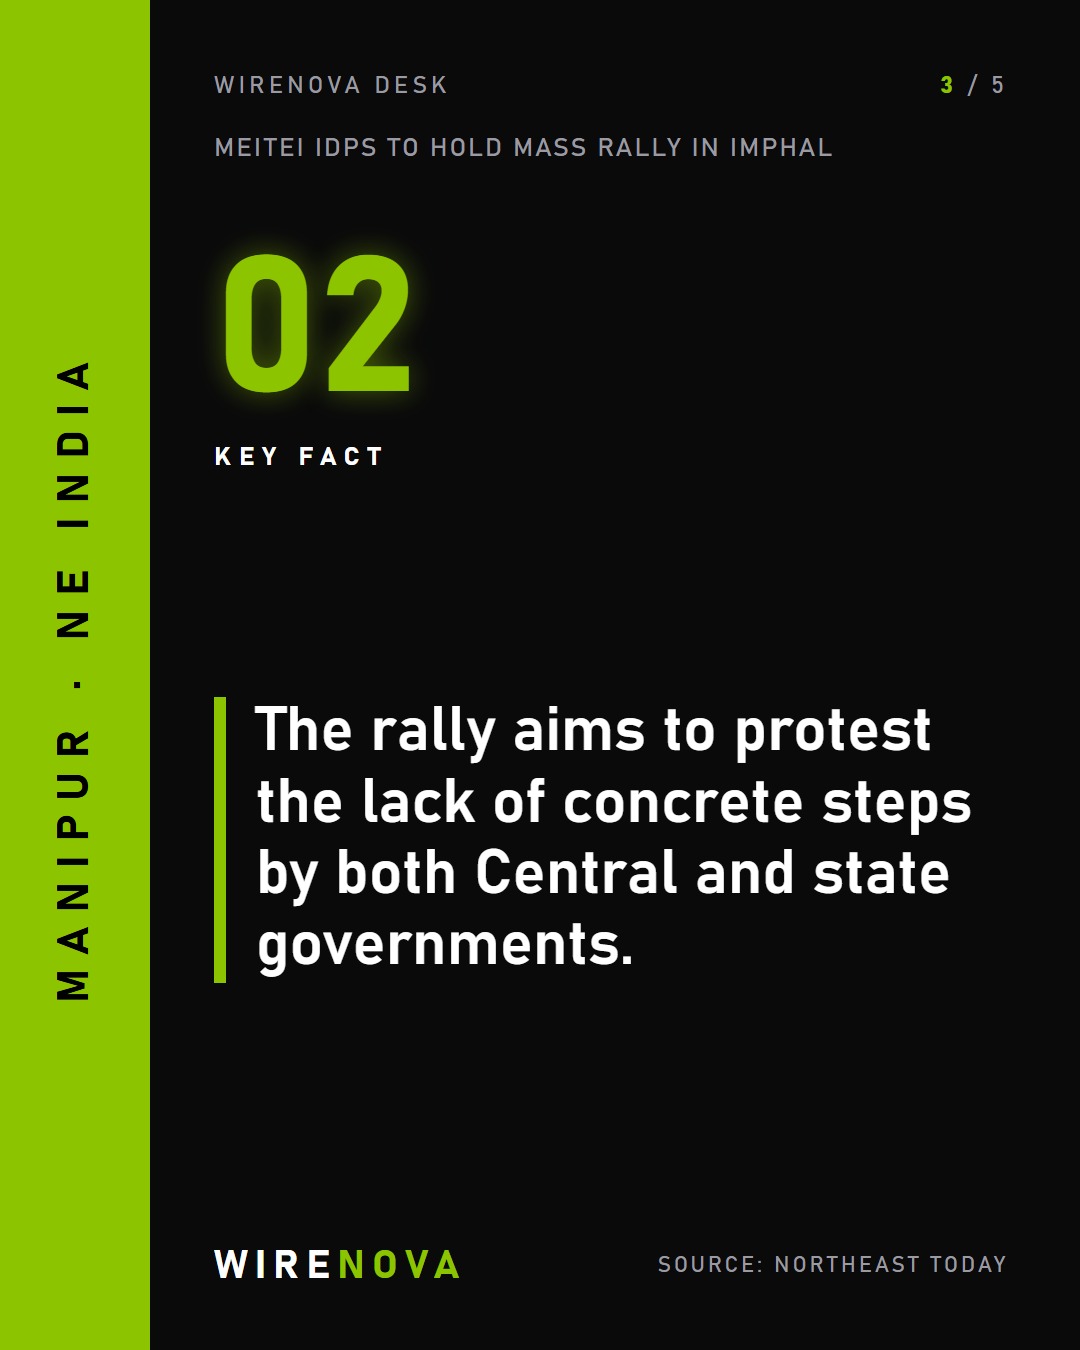 WIRENOVA DESK
3 / 5
MEITEI IDPS TO HOLD MASS RALLY IN IMPHAL
02
KEY FACT
MANIPUR · NE INDIA
The rally aims to protest
the lack of concrete steps
by both Central and state
governments.
WIRENOVA
SOURCE: NORTHEAST TODAY